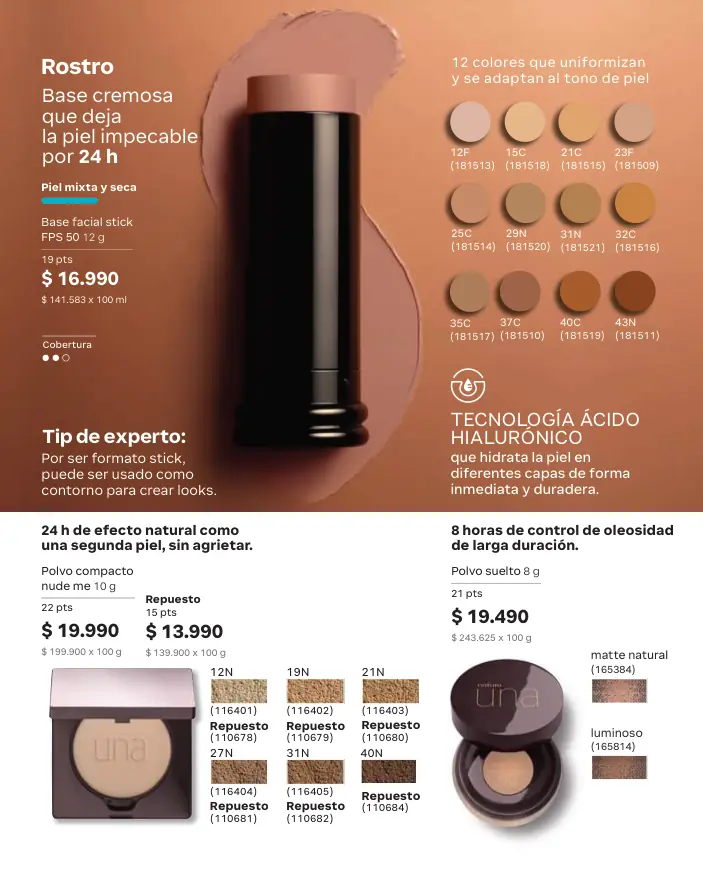 Rostro
Base cremosa
que deja
la piel impecable
por 24 h
Piel mixta y seca
Base facial stick
FPS 50 12 g
19 pts
$ 16.990
$ 141.583 x 100 ml
Cobertura
Tip de experto:
Por ser formato stick,
puede ser usado como
contorno para crear looks.
12 colores que uniformizan
y se adaptan al tono de piel
12F 15C 21C 23F
(181513) (181518) (181515) (181509)
25C 29N 31N 32C
(181514) (181520) (181521) (181516)
35C 37C 40C 43N
(181517) (181510) (181519) (181511)
TECNOLOGÍA ÁCIDO
HIALURÓNICO
que hidrata la piel en
diferentes capas de forma
inmediata y duradera.
24 h de efecto natural como
una segunda piel, sin agrietar.
Polvo compacto
nude me 10 g
22 pts
$ 19.990
$ 199.900 x 100 g
Repuesto
15 pts
$ 13.990
$ 139.900 x 100 g
una
12N 19N 21N
(116401) (116402) (116403)
Repuesto Repuesto Repuesto
(110678) (110679) (110680)
27N 31N 40N
(116404) (116405)
Repuesto Repuesto Repuesto
(110681) (110682) (110684)
8 horas de control de oleosidad
de larga duración.
Polvo suelto 8 g
21 pts
$ 19.490
$ 243.625 x 100 g
natura
una
matte natural
(165384)
luminoso
(165814)